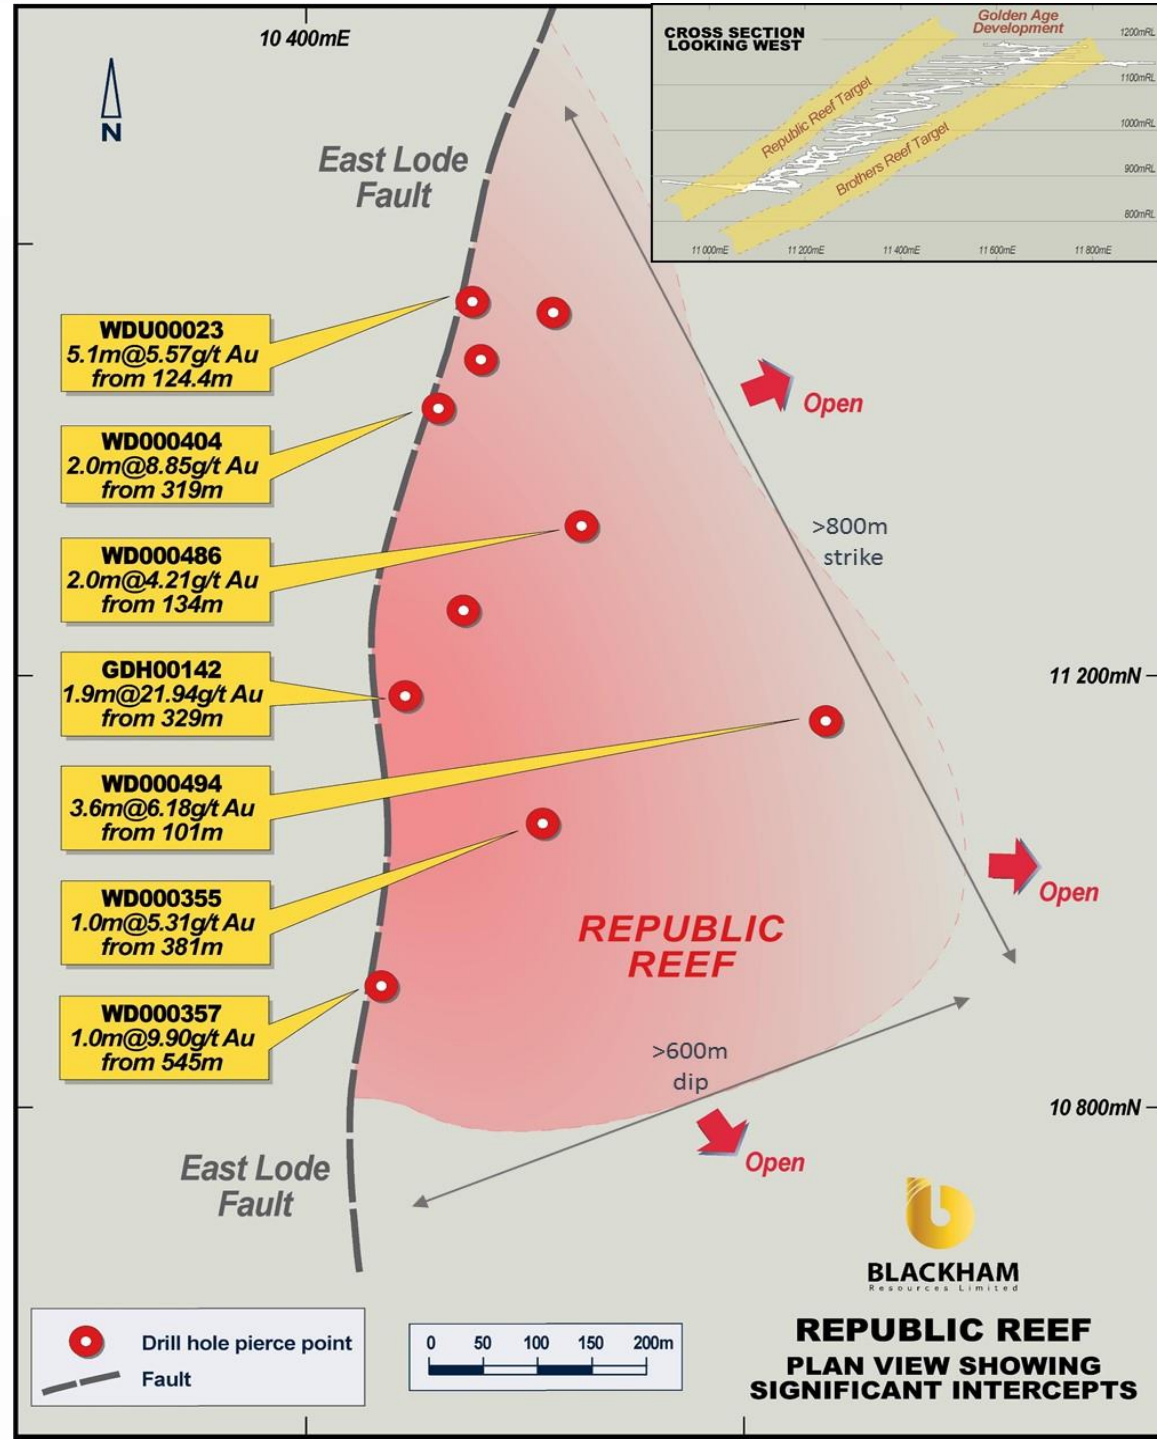 10 400mE
N
East Lode
Fault
CROSS SECTION
LOOKING WEST
Golden Age
Development
Republic Reef Target
Brothers Reef Target
1200mRL
1100mRL
1000mRL
900mRL
800mRL
11 000mE
11 200mE
11 400mE
11 600mE
11 800mE
WDU00023
5.1m@5.57g/t Au
from 124.4m
WD000404
2.0m@8.85g/t Au
from 319m
WD000486
2.0m@4.21g/t Au
from 134m
GDH00142
1.9m@21.94g/t Au
from 329m
WD000494
3.6m@6.18g/t Au
from 101m
WD000355
1.0m@5.31g/t Au
from 381m
WD000357
1.0m@9.90g/t Au
from 545m
Open
>800m
strike
11 200mN
Open
REPUBLIC
REEF
>600m
dip
10 800mN
Open
East Lode
Fault
BLACKHAM
Resources Limited
Drill hole pierce point
Fault
0 50 100 150 200m
REPUBLIC REEF
PLAN VIEW SHOWING
SIGNIFICANT INTERCEPTS